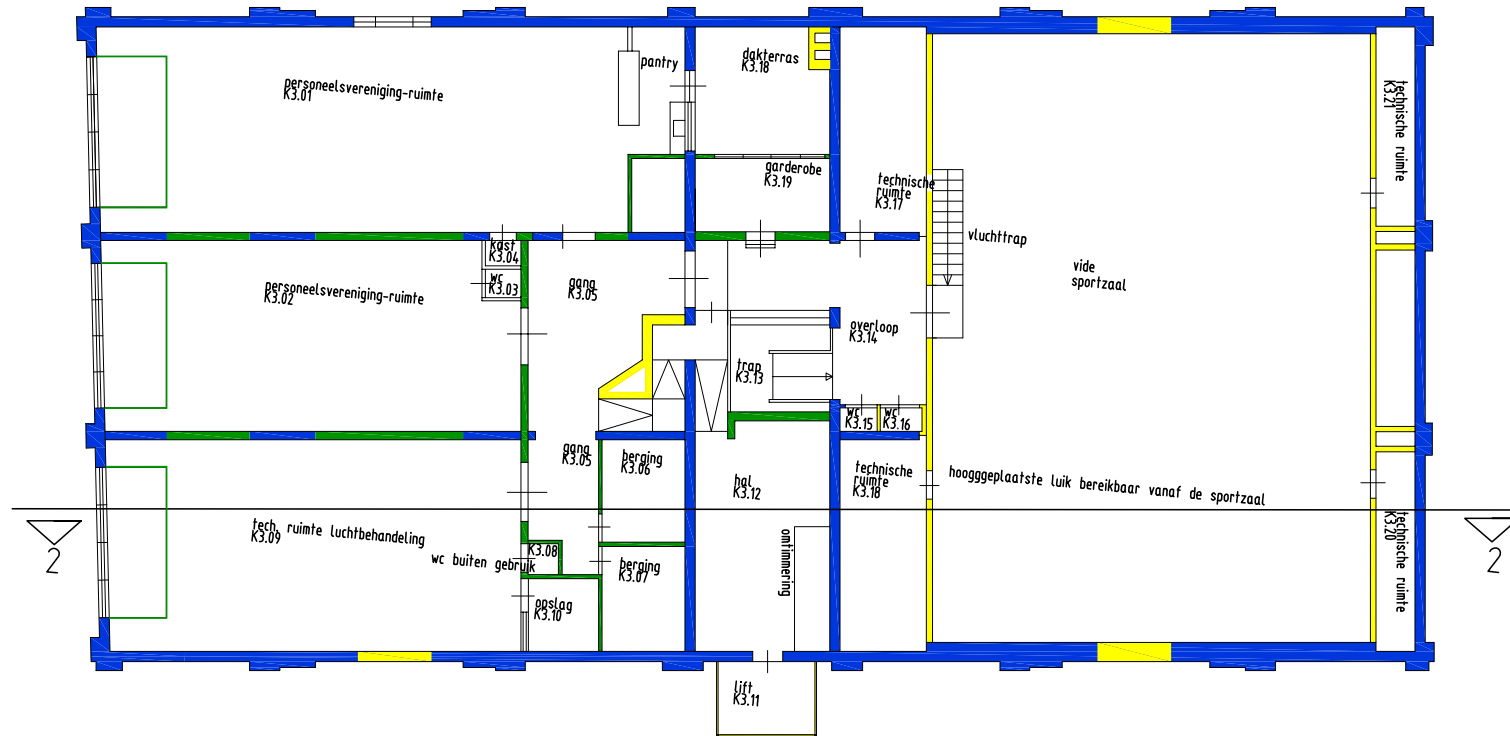 personeelsvereniging-ruimte
K3.01
pantry
dakterras
K3.18
technische ruimte
K3.21
garderobe
K3.19
technische
ruimte
K3.17
vluchttrap
kast
K3.04
wc
K3.03
gang
K3.05
personeelsvereniging-ruimte
K3.02
vide
sportzaal
overloop
K3.14
trap
K3.13
wc
K3.15
wc
K3.16
gang
K3.05
berging
K3.06
hal
K3.12
technische
ruimte
K3.18
hoogggeplaatste luik bereikbaar vanaf de sportzaal
tech. ruimte luchtbehandeling
K3.09
wc buiten gebruik
K3.08
berging
K3.07
omtimmering
technische ruimte
K3.20
2
2
opslag
K3.10
lift
K3.11